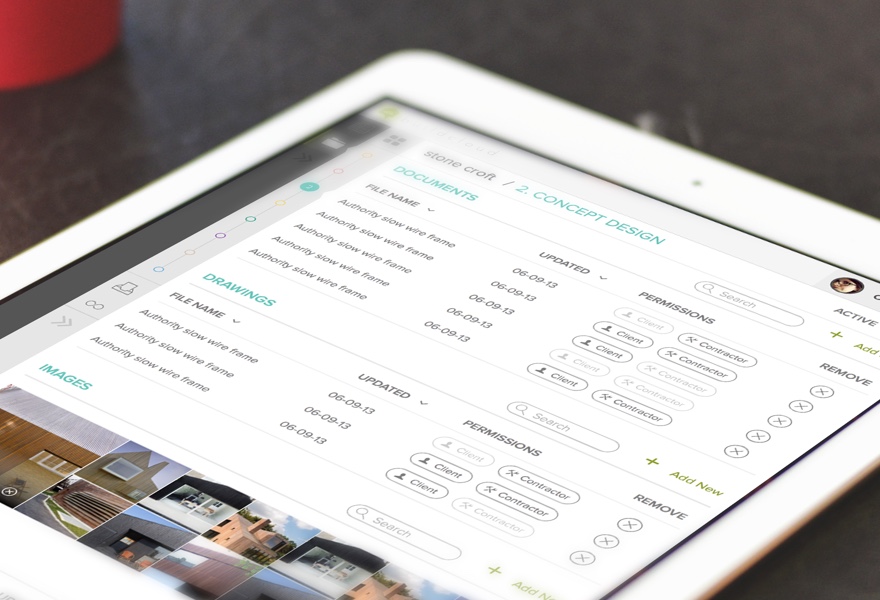 stone croft / 2. CONCEPT DESIGN
ACTIVE
DOCUMENTS
Search
+ Add
FILE NAME UPDATED PERMISSIONS REMOVE
Authority slow wire frame 06-09-13 Client Contractor
Authority slow wire frame 06-09-13 Client Contractor
Authority slow wire frame 06-09-13 Client Contractor
Authority slow wire frame 06-09-13 Client Contractor
Authority slow wire frame 06-09-13 Client Contractor
DRAWINGS
Search
+ Add New
FILE NAME UPDATED PERMISSIONS REMOVE
Authority slow wire frame 06-09-13 Client Contractor
Authority slow wire frame 06-09-13 Client Contractor
Authority slow wire frame 06-09-13 Client Contractor
IMAGES
Search
+ Add New